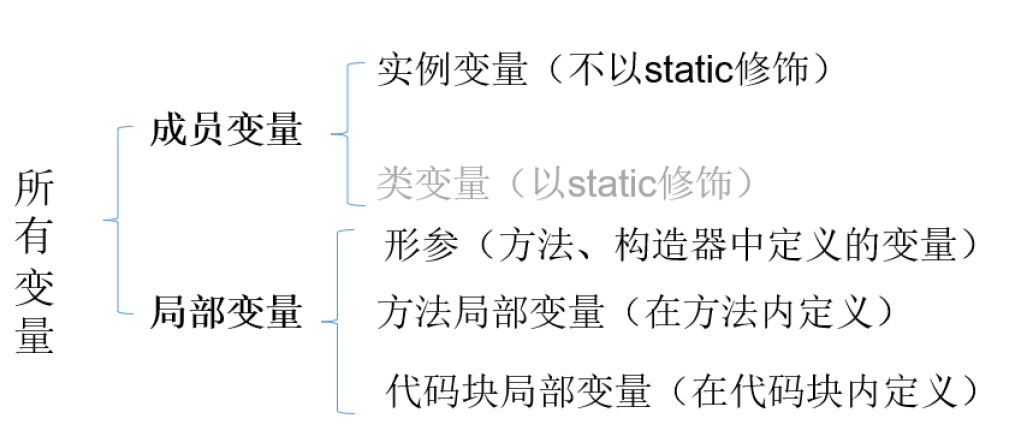 所有变量
成员变量
实例变量（不以static修饰）
类变量（以static修饰）
局部变量
形参（方法、构造器中定义的变量）
方法局部变量（在方法内定义）
代码块局部变量（在代码块内定义）